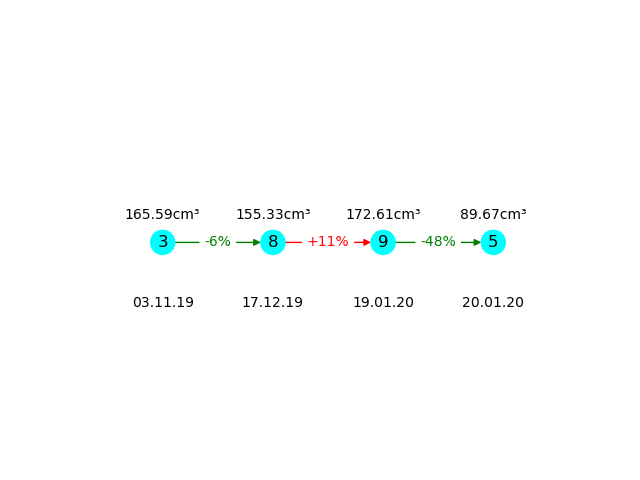 165.59cm³ 155.33cm³ 172.61cm³ 89.67cm³
3 -6% 8 +11% 9 -48% 5
03.11.19 17.12.19 19.01.20 20.01.20